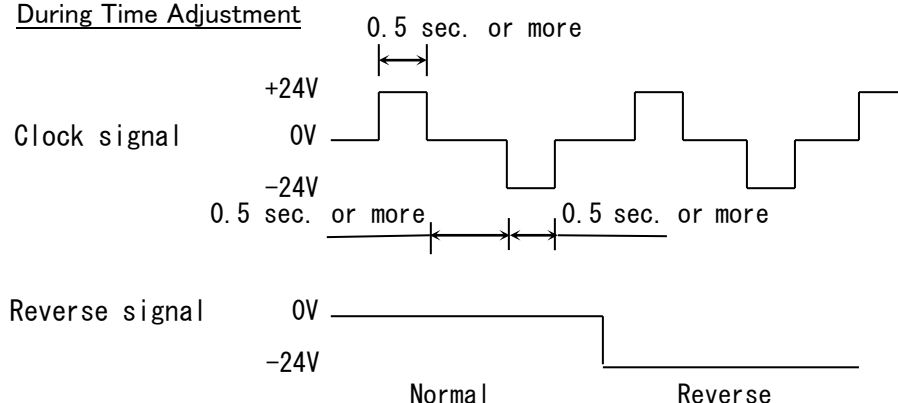 During Time Adjustment
0.5 sec. or more
+24V
Clock signal
0V
-24V
0.5 sec. or more
0.5 sec. or more
Reverse signal
0V
-24V
Normal
Reverse